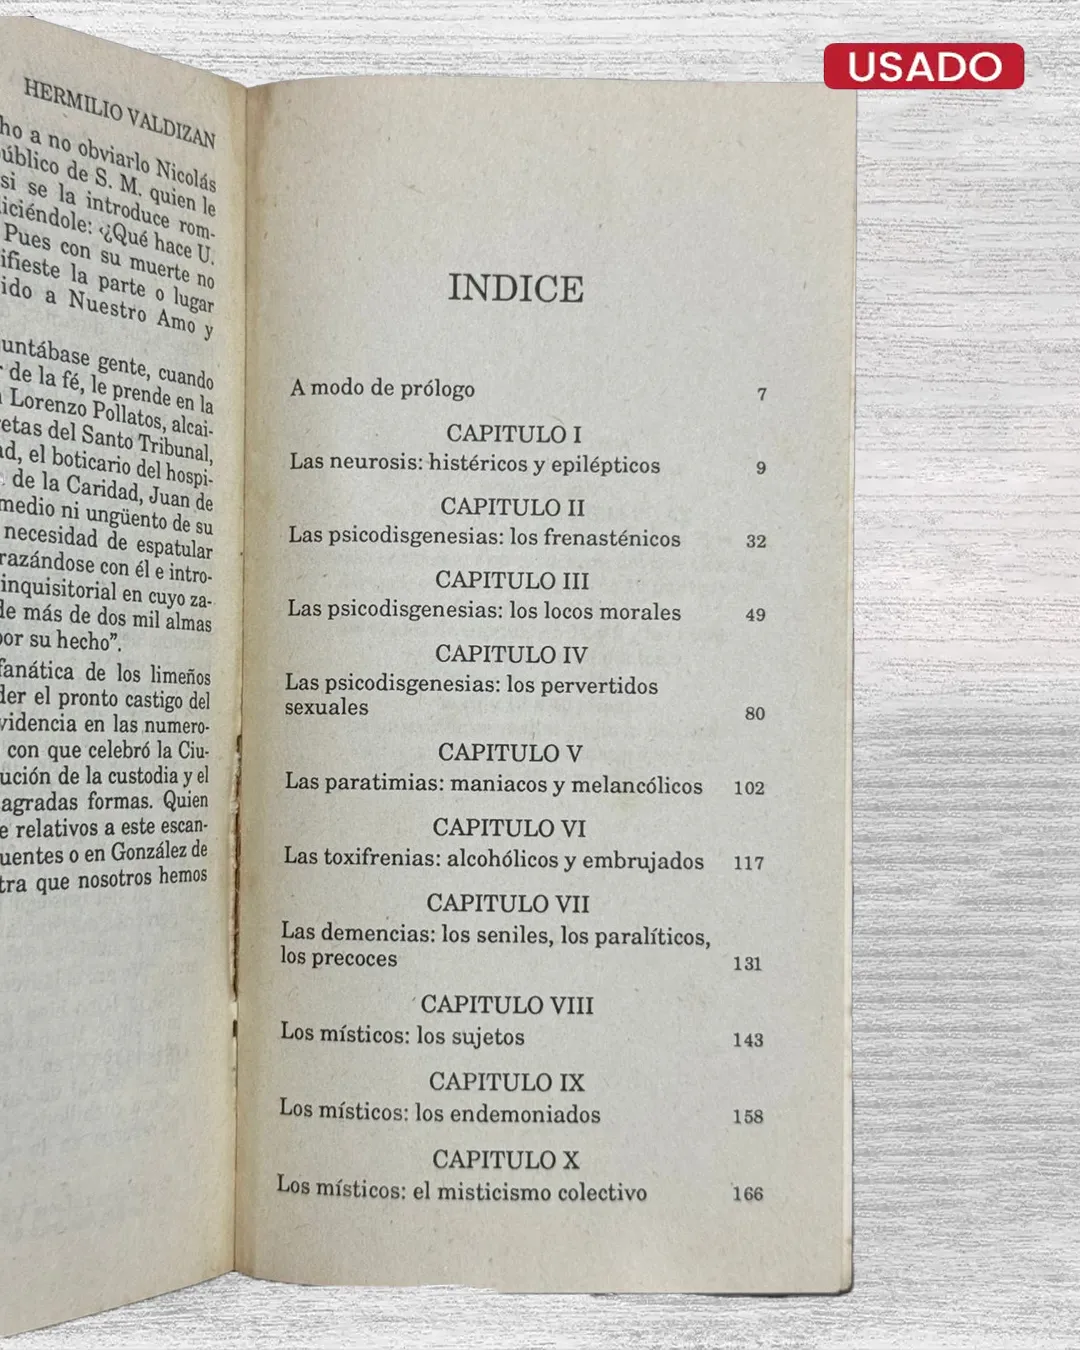 USADO
HERMILIO VALDIZAN
ho a no obviarlo Nicolás
úblico de S. M. quien le
si se la introduce rom-
iciéndole: ‹¿Qué hace U.
Pues con su muerte no
ifieste la parte o lugar
ido a Nuestro Amo y
untábase gente, cuando
r de la fé, le prende en la
Lorenzo Pollatos, alcai-
retas del Santo Tribunal,
ad, el boticario del hospi-
. de la Caridad, Juan de
medio ni ungüento de su
necesidad de espatular
razándose con él e intro-
inquisitorial en cuyo za-
de más de dos mil almas
por su hecho”.
fanática de los limeños
der el pronto castigo del
videncia en las numero-
con que celebró la Ciu-
ución de la custodia y el
agradas formas. Quien
e relativos a este escan-
uentes o en González de
tra que nosotros hemos
INDICE
A modo de prólogo 7
CAPITULO I
Las neurosis: histéricos y epilépticos 9
CAPITULO II
Las psicodisgenesias: los frenasténicos 32
CAPITULO III
Las psicodisgenesias: los locos morales 49
CAPITULO IV
Las psicodisgenesias: los pervertidos
sexuales 80
CAPITULO V
Las paratimias: maniacos y melancólicos 102
CAPITULO VI
Las toxifrenias: alcohólicos y embrujados 117
CAPITULO VII
Las demencias: los seniles, los paralíticos,
los precoces 131
CAPITULO VIII
Los místicos: los sujetos 143
CAPITULO IX
Los místicos: los endemoniados 158
CAPITULO X
Los místicos: el misticismo colectivo 166